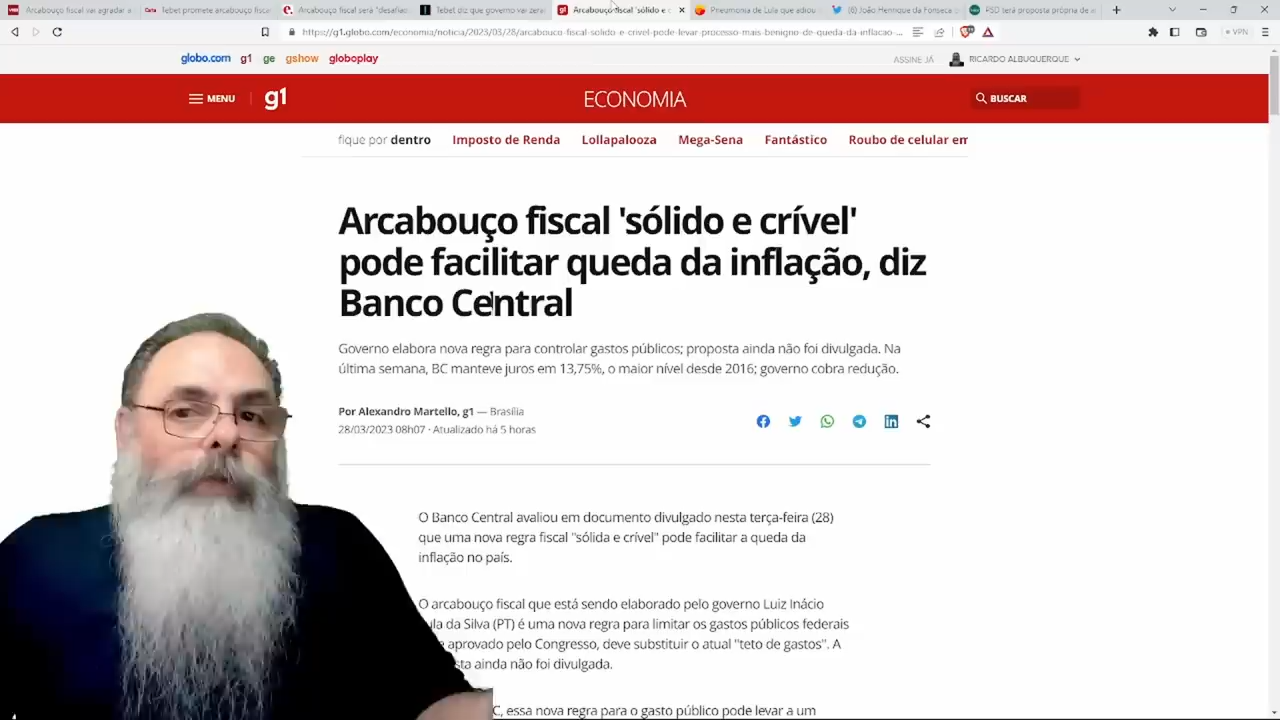 Arcabouço fiscal vai agradar a
Tebet promete arcabouço fiscal
Arcabouço fiscal será "desafiad
Tebet diz que governo vai zerar
Arcabouço fiscal 'sólido e c
Pneumonia de Lula que adiou
(6) João Henrique da Fonseca
PSD terá proposta própria de
https://g1.globo.com/economia/noticia/2023/03/28/arcabouco-fiscal-solido-e-crivel-pode-levar-processo-mais-benigno-de-queda-da-inflacao-...
VPN
globo.com g1 ge gshow globoplay
ASSINE JÁ
RICARDO ALBUQUERQUE
MENU
g1
ECONOMIA
BUSCAR
fique por dentro Imposto de Renda Lollapalooza Mega-Sena Fantástico Roubo de celular em
Arcabouço fiscal 'sólido e crível'
pode facilitar queda da inflação, diz
Banco Central
Governo elabora nova regra para controlar gastos públicos; proposta ainda não foi divulgada. Na
última semana, BC manteve juros em 13,75%, o maior nível desde 2016; governo cobra redução.
Por Alexandro Martello, g1 — Brasília
28/03/2023 08h07 · Atualizado há 5 horas
O Banco Central avaliou em documento divulgado nesta terça-feira (28)
que uma nova regra fiscal "sólida e crível" pode facilitar a queda da
inflação no país.
O arcabouço fiscal que está sendo elaborado pelo governo Luiz Inácio
la da Silva (PT) é uma nova regra para limitar os gastos públicos federais
aprovado pelo Congresso, deve substituir o atual "teto de gastos". A
sta ainda não foi divulgada.
C, essa nova regra para o gasto público pode levar a um